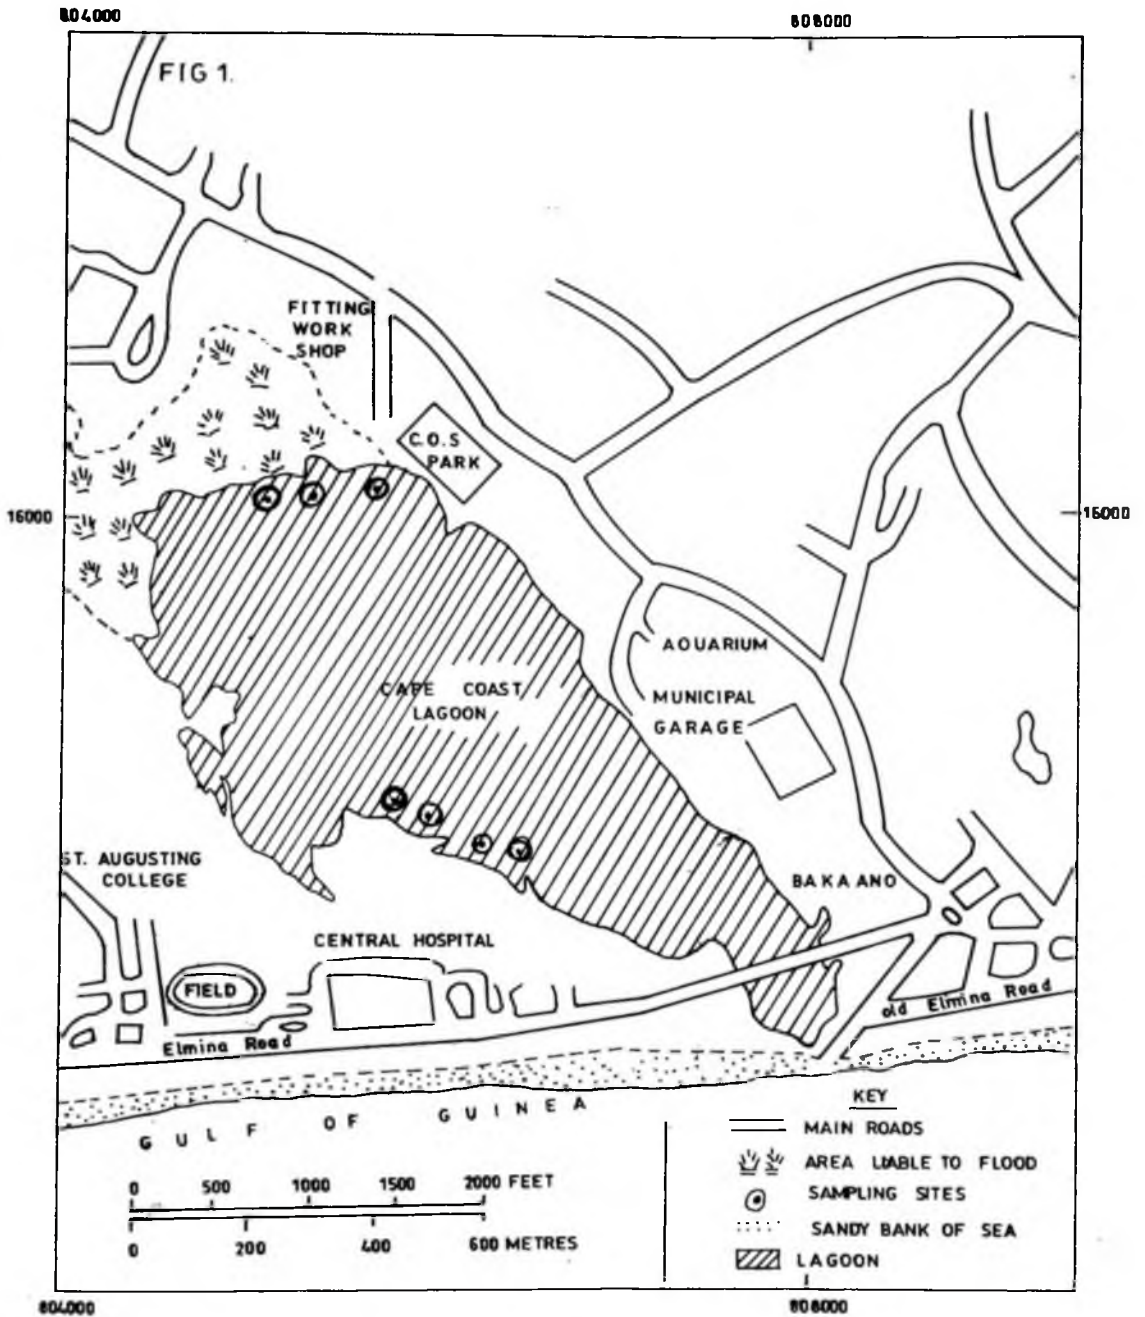 804000
808000
FIG 1.
FITTING
WORK
SHOP
C.O.S
PARK
16000
16000
AOUARIUM
MUNICIPAL
GARAGE
CAPE COAST
LAGOON
ST. AUGUSTING
COLLEGE
BAKAANO
CENTRAL HOSPITAL
FIELD
old Elmina Road
Elmina Road
GULF OF GUINEA
KEY
MAIN ROADS
AREA LIABLE TO FLOOD
SAMPLING SITES
SANDY BANK OF SEA
LAGOON
0 500 1000 1500 2000 FEET
0 200 400 600 METRES
804000
808000